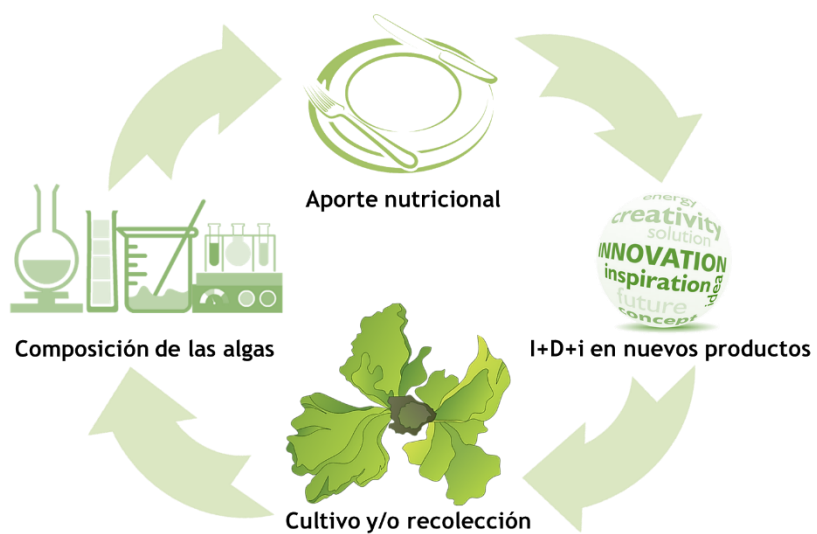 Aporte nutricional
energy
creativity
solution
INNOVATION
inspiration
idea
future
concept
Composición de las algas
I+D+i en nuevos productos
Cultivo y/o recolección